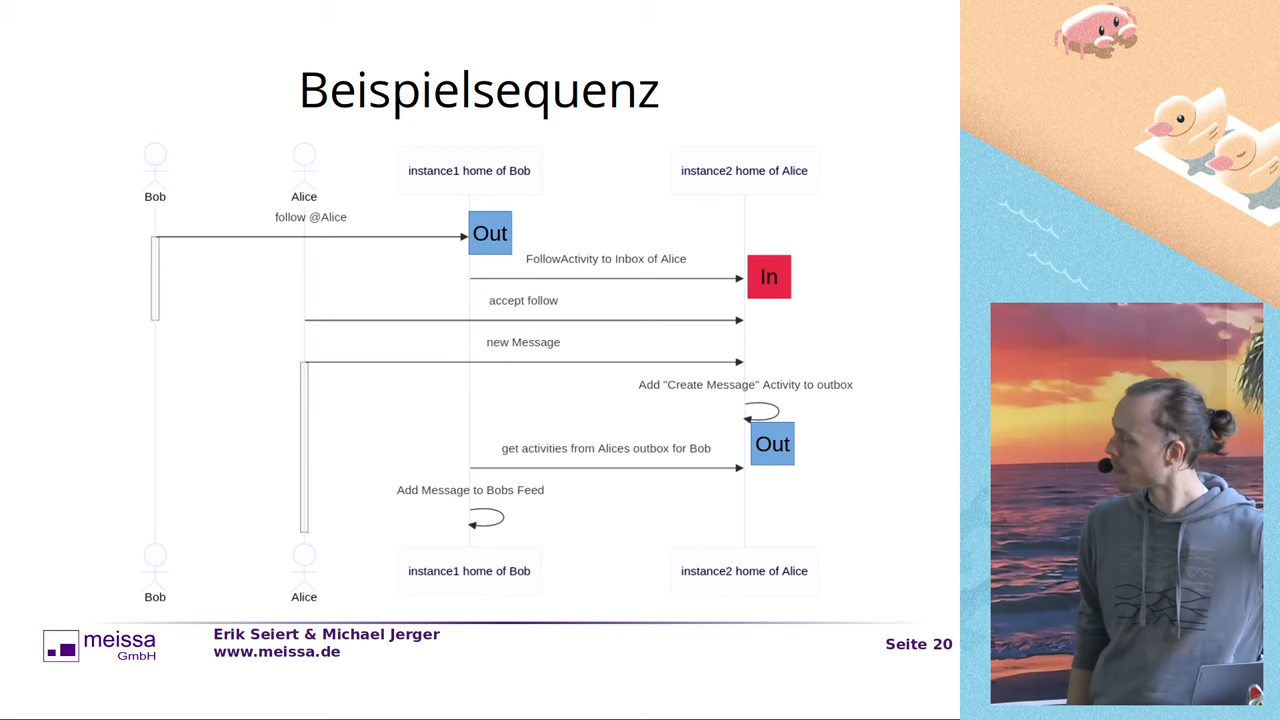 Beispielsequenz
Bob
Alice
instance1 home of Bob
instance2 home of Alice
follow @Alice
Out
FollowActivity to Inbox of Alice
In
accept follow
new Message
Add "Create Message" Activity to outbox
get activities from Alices outbox for Bob
Out
Add Message to Bobs Feed
instance1 home of Bob
instance2 home of Alice
Bob
Alice
meissa
GmbH
Erik Seiert & Michael Jerger
www.meissa.de
Seite 20